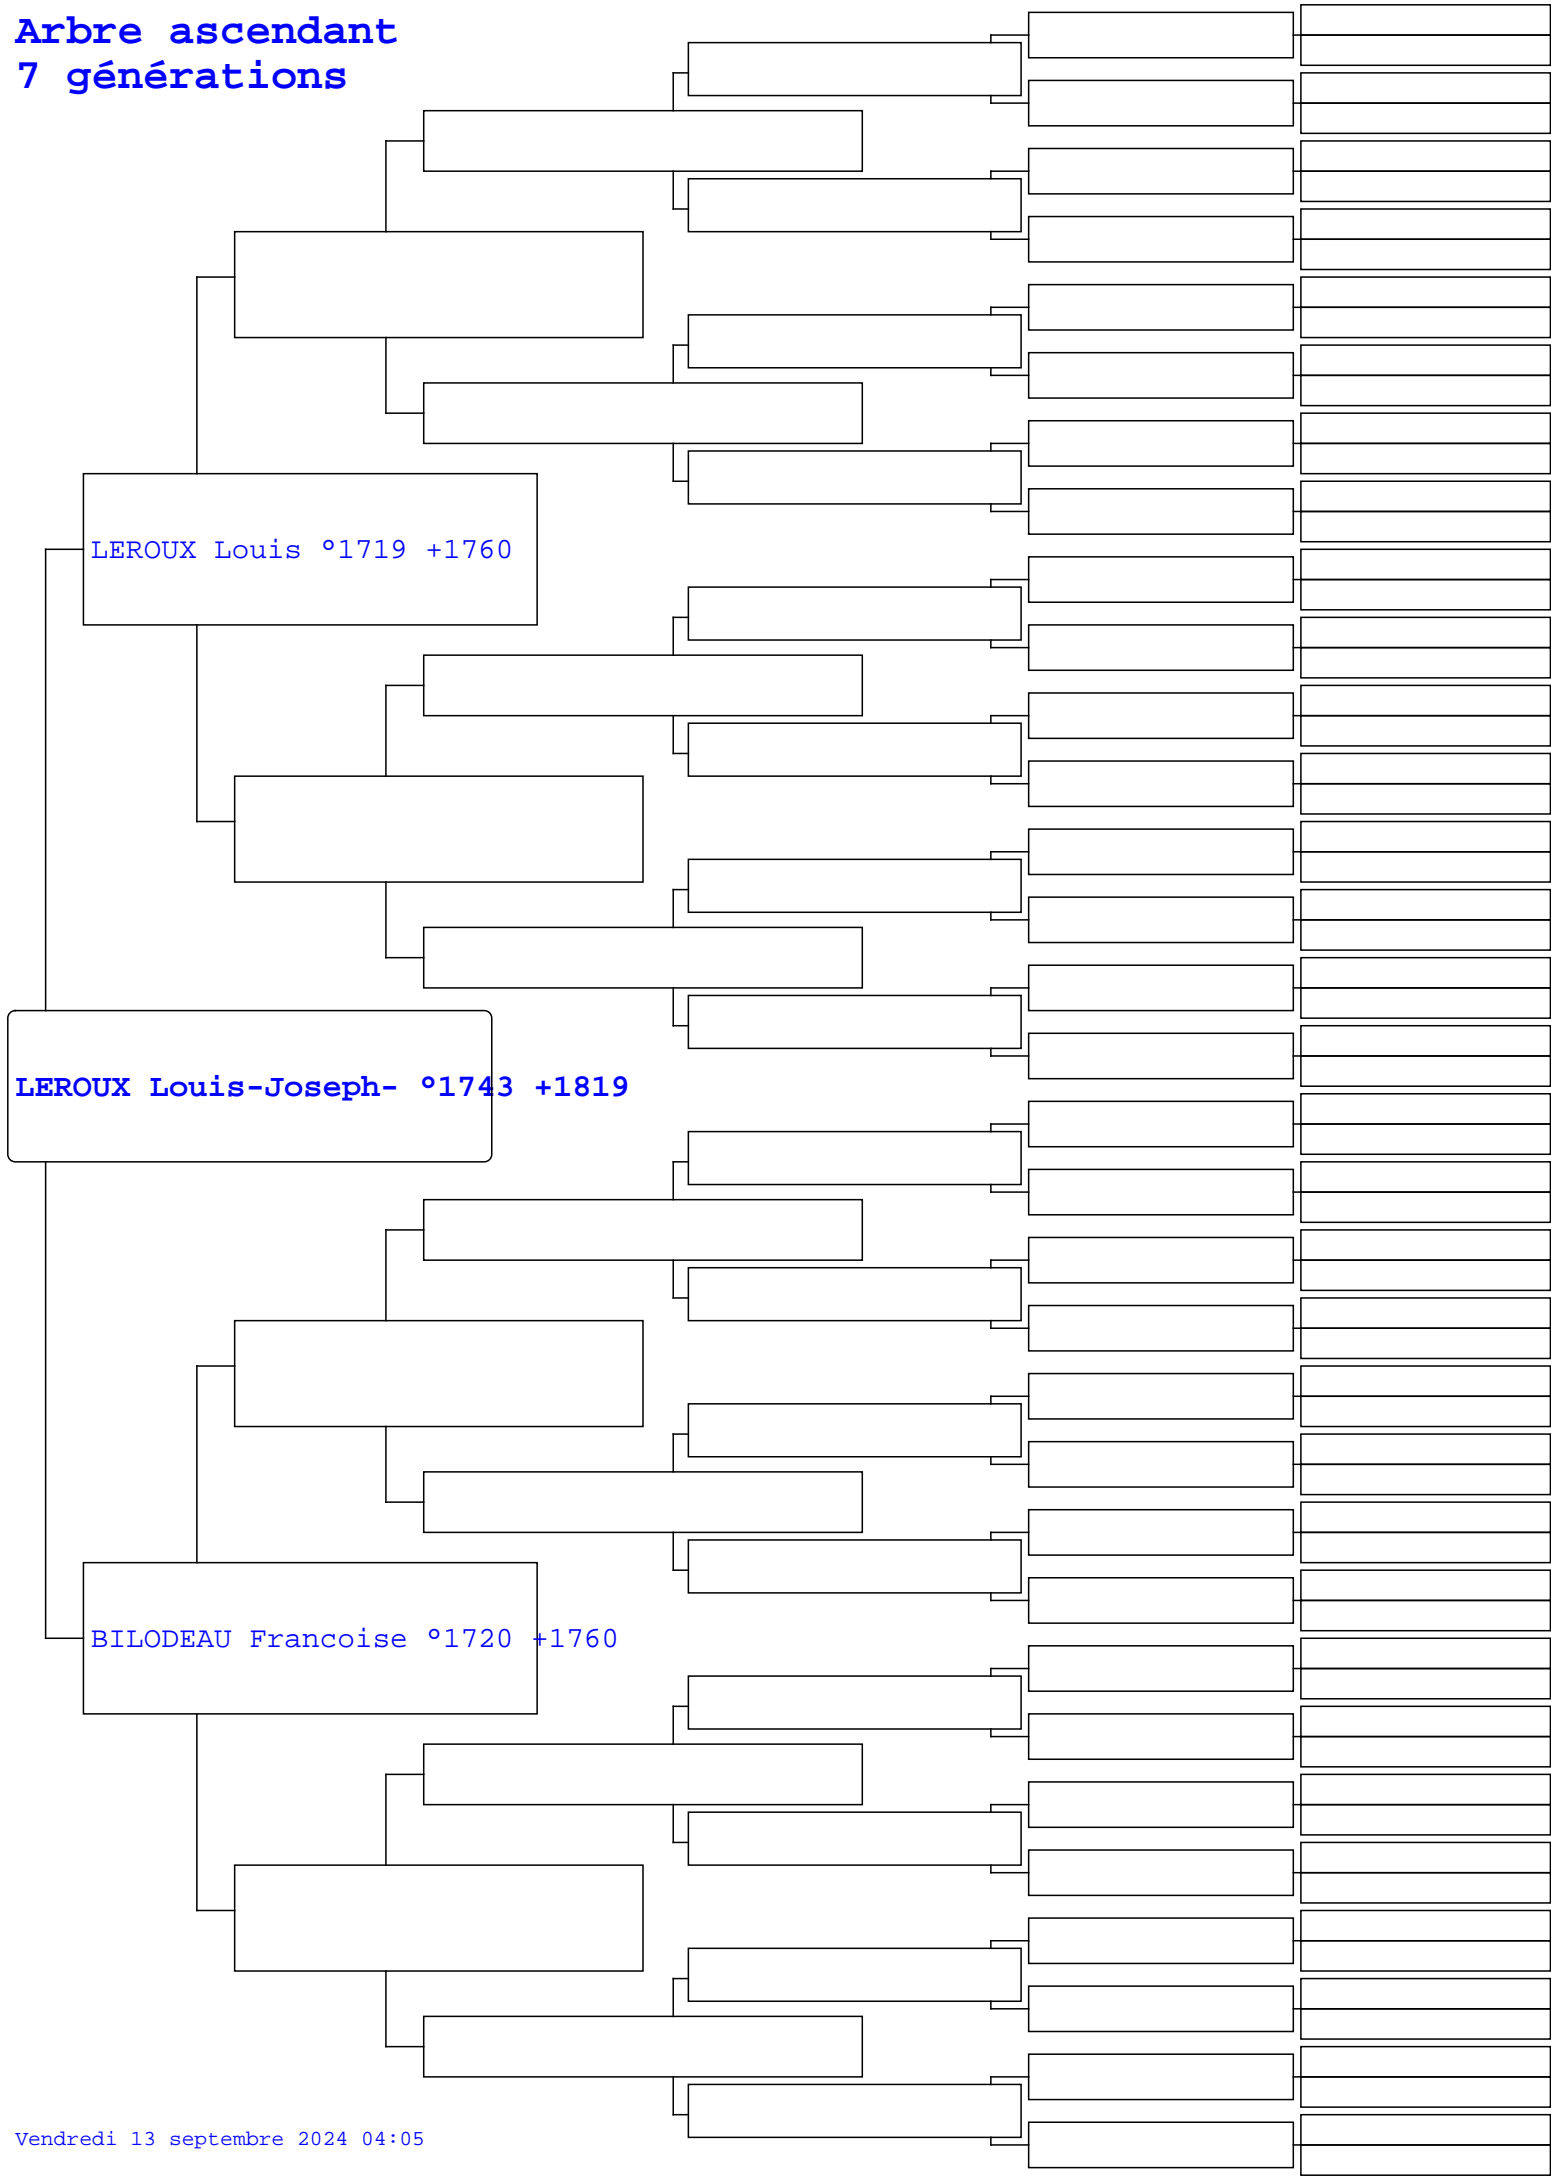 Arbre ascendant
7 générations
LEROUX Louis °1719 +1760
LEROUX Louis-Joseph- °1743 +1819
BILODEAU Francoise °1720 +1760
Vendredi 13 septembre 2024 04:05